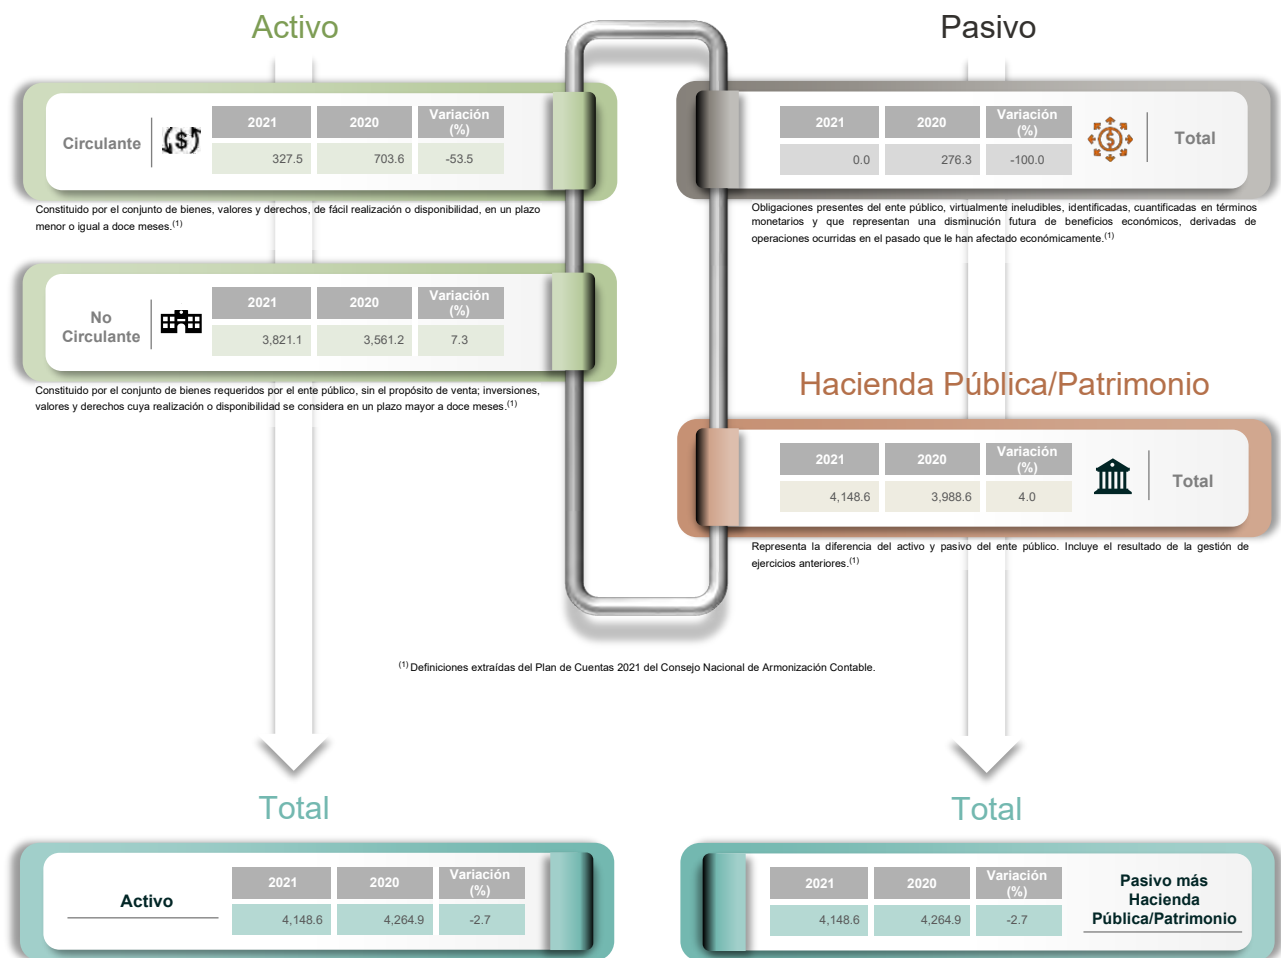 Activo
Circulante
2021 2020 Variación (%)
327.5 703.6 -53.5
Constituido por el conjunto de bienes, valores y derechos, de fácil realización o disponibilidad, en un plazo
menor o igual a doce meses.(1)
No
Circulante
2021 2020 Variación (%)
3,821.1 3,561.2 7.3
Constituido por el conjunto de bienes requeridos por el ente público, sin el propósito de venta; inversiones,
valores y derechos cuya realización o disponibilidad se considera en un plazo mayor a doce meses.(1)
Pasivo
2021 2020 Variación (%)
0.0 276.3 -100.0
Total
Obligaciones presentes del ente público, virtualmente ineludibles, identificadas, cuantificadas en términos
monetarios y que representan una disminución futura de beneficios económicos, derivadas de
operaciones ocurridas en el pasado que le han afectado económicamente.(1)
Hacienda Pública/Patrimonio
2021 2020 Variación (%)
4,148.6 3,988.6 4.0
Total
Representa la diferencia del activo y pasivo del ente público. Incluye el resultado de la gestión de
ejercicios anteriores.(1)
(1) Definiciones extraídas del Plan de Cuentas 2021 del Consejo Nacional de Armonización Contable.
Total
Activo
2021 2020 Variación (%)
4,148.6 4,264.9 -2.7
Total
2021 2020 Variación (%)
4,148.6 4,264.9 -2.7
Pasivo más
Hacienda
Pública/Patrimonio